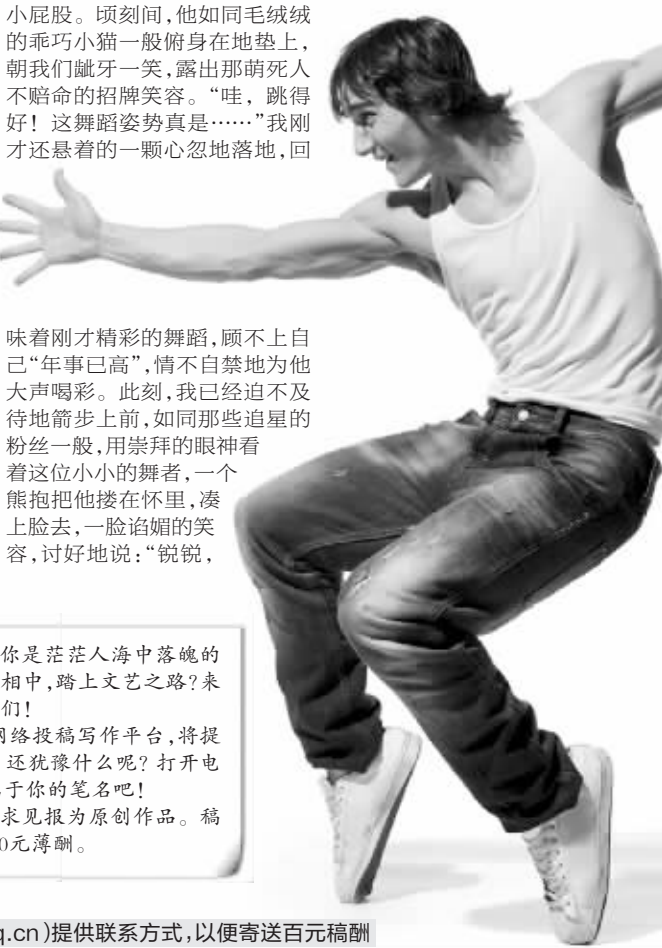 小屁股。顷刻间,他如同毛绒绒
的乖巧小猫一般俯身在地垫上,
朝我们龇牙一笑,露出那萌死人
不赔命的招牌笑容。“哇，跳得
好！这舞蹈姿势真是……”我刚
才还悬着的一颗心忽地落地,回
味着刚才精彩的舞蹈,顾不上自
己“年事已高”,情不自禁地为他
大声喝彩。此刻,我已经迫不及
待地箭步上前,如同那些追星的
粉丝一般,用崇拜的眼神看
着这位小小的舞者,一个
熊抱把他搂在怀里,凑
上脸去,一脸谄媚的笑
容,讨好地说:“锐锐,
你是茫茫人海中落魄的
相中,踏上文艺之路?来
们!
网络投稿写作平台,将提
还犹豫什么呢? 打开电
于你的笔名吧!
求见报为原创作品。稿
0元薄酬。
q.cn)提供联系方式,以便寄送百元稿酬